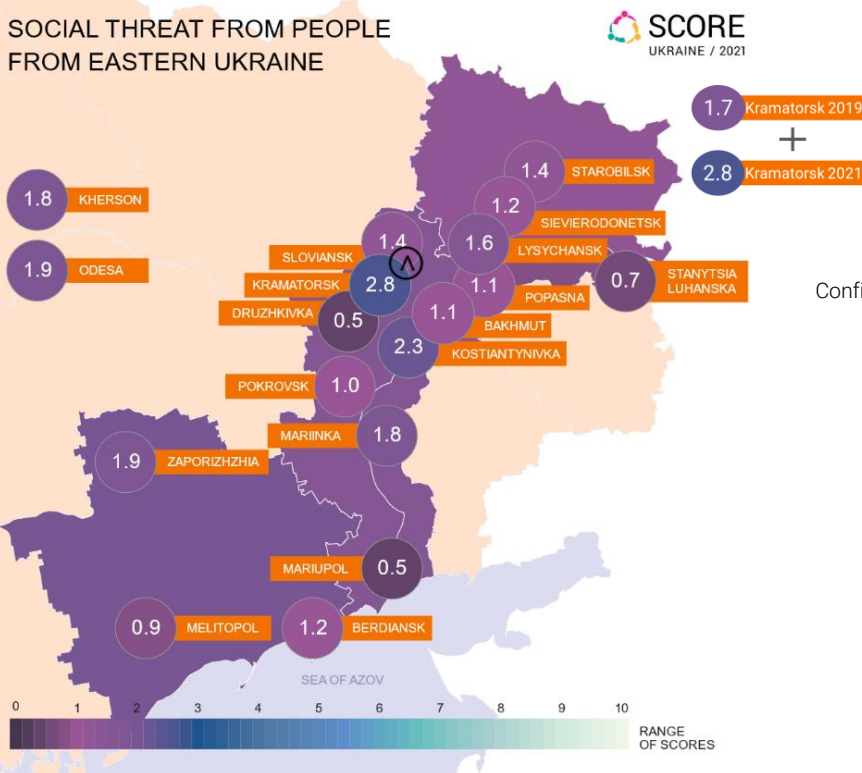 SOCIAL THREAT FROM PEOPLE
FROM EASTERN UKRAINE
SCORE
UKRAINE / 2021
1.7 Kramatorsk 2019
+
2.8 Kramatorsk 2021
1.8 KHERSON
1.9 ODESA
1.4 STAROBILSK
1.2 SIEVIERODONETSK
SLOVIANSK 1.4
1.6 LYSYCHANSK
KRAMATORSK 2.8
1.1 POPASNA
0.7 STANYTSIA
LUHANSKA
DRUZHKIVKA 0.5
1.1 BAKHMUT
2.3 KOSTIANTYNIVKA
POKROVSK 1.0
MARIINKA 1.8
1.9 ZAPORIZHZHIA
MARIUPOL 0.5
0.9 MELITOPOL
1.2 BERDIANSK
SEA OF AZOV
0 1 2 3 4 5 6 7 8 9 10
RANGE
OF SCORES